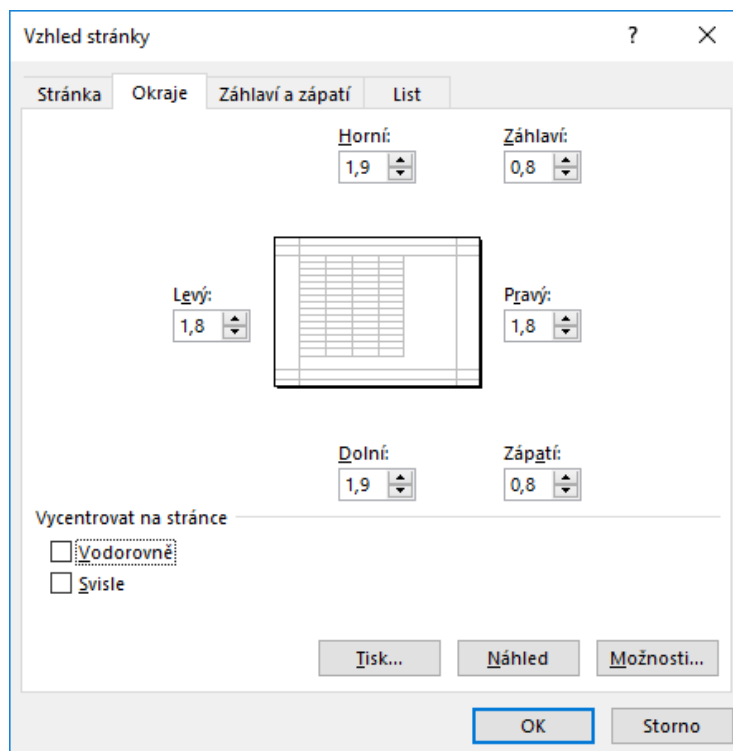 Vzhled stránky ?
Stránka Okraje Záhlaví a zápatí List
Horní: Záhlaví:
1,9 0,8
Levý: Pravý:
1,8 1,8
Dolní: Zápatí:
1,9 0,8
Vycentrovat na stránce
Vodorovně
Svisle
Tisk... Náhled Možnosti...
OK Storno